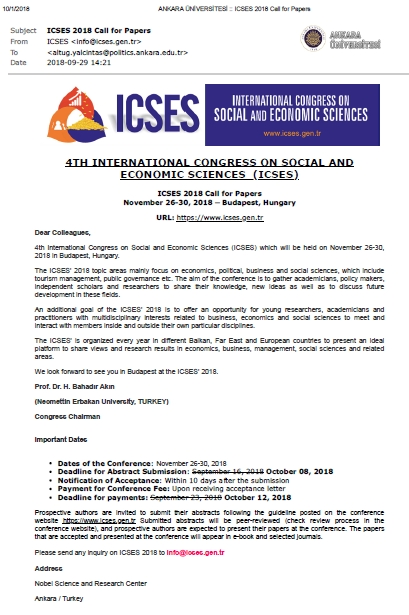 10/1/2018 ANKARA ÜNİVERSİTESİ :: ICSES 2018 Call for Papers
Subject ICSES 2018 Call for Papers
From ICSES <info@icses.gen.tr>
To <altug.yalcintas@politics.ankara.edu.tr>
Date 2018-09-29 14:21
ANKARA
ÜNİVERSİTESİ
ICSES
INTERNATIONAL CONGRESS ON
SOCIAL AND ECONOMIC SCIENCES
www.icses.gen.tr
4TH INTERNATIONAL CONGRESS ON SOCIAL AND
ECONOMIC SCIENCES (ICSES)
ICSES 2018 Call for Papers
November 26-30, 2018 – Budapest, Hungary
URL: https://www.icses.gen.tr
Dear Colleagues,
4th International Congress on Social and Economic Sciences (ICSES) which will be held on November 26-30,
2018 in Budapest, Hungary.
The ICSES' 2018 topic areas mainly focus on economics, political, business and social sciences, which include
tourism management, public governance etc. The aim of the conference is to gather academicians, policy makers,
independent scholars and researchers to share their knowledge, new ideas as well as to discuss future
development in these fields.
An additional goal of the ICSES' 2018 is to offer an opportunity for young researchers, academicians and
practitioners with multidisciplinary interests related to business, economics and social sciences to meet and
interact with members inside and outside their own particular disciplines.
The ICSES' is organized every year in different Balkan, Far East and European countries to present an ideal
platform to share views and research results in economics, business, management, social sciences and related
areas.
We look forward to see you in Budapest at the ICSES' 2018.
Prof. Dr. H. Bahadır Akın
(Neomettin Erbakan University, TURKEY)
Congress Chairman
Important Dates
• Dates of the Conference: November 26-30, 2018
• Deadline for Abstract Submission: September 16, 2018 October 08, 2018
• Notification of Acceptance: Within 10 days after the submission
• Payment for Conference Fee: Upon receiving acceptance letter
• Deadline for payments: September 23, 2018 October 12, 2018
Prospective authors are invited to submit their abstracts following the guideline posted on the conference
website https://www.icses.gen.tr Submitted abstracts will be peer-reviewed (check review process in the
conference website), and prospective authors are expected to present their papers at the conference. The papers
that are accepted and presented at the conference will appear in e-book and selected journals.
Please send any inquiry on ICSES 2018 to info@icses.gen.tr
Address
Nobel Science and Research Center
Ankara / Turkey